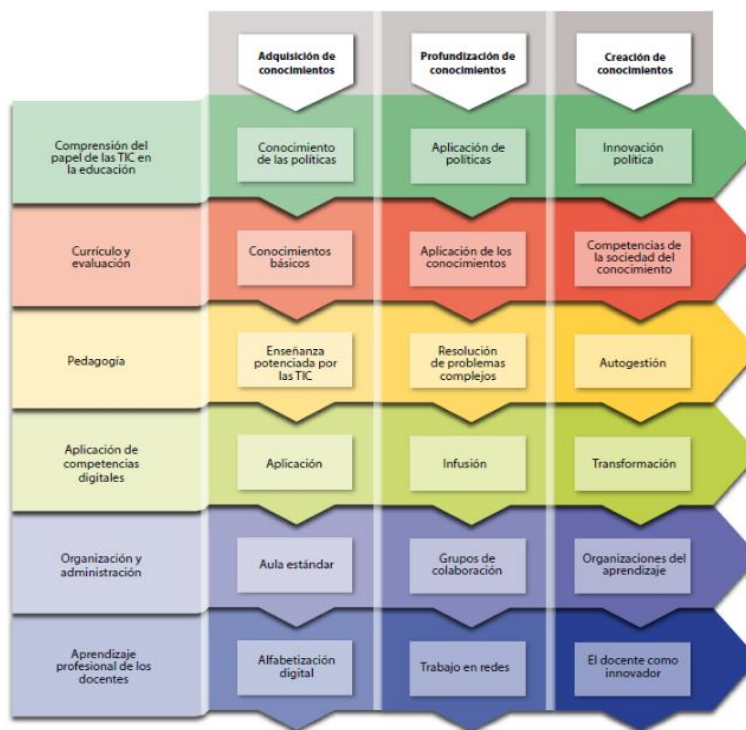 Adquisición de
conocimientos
Profundización de
conocimientos
Creación de
conocimientos
Comprensión del
papel de las TIC en
la educación
Conocimiento
de las políticas
Aplicación de
políticas
Innovación
política
Currículo y
evaluación
Conocimientos
básicos
Aplicación de los
conocimientos
Competencias de
la sociedad del
conocimiento
Pedagogía
Enseñanza
potenciada por
las TIC
Resolución
de problemas
complejos
Autogestión
Aplicación de
competencias
digitales
Aplicación
Infusión
Transformación
Organización y
administración
Aula estándar
Grupos de
colaboración
Organizaciones del
aprendizaje
Aprendizaje
profesional de los
docentes
Alfabetización
digital
Trabajo en redes
El docente como
innovador